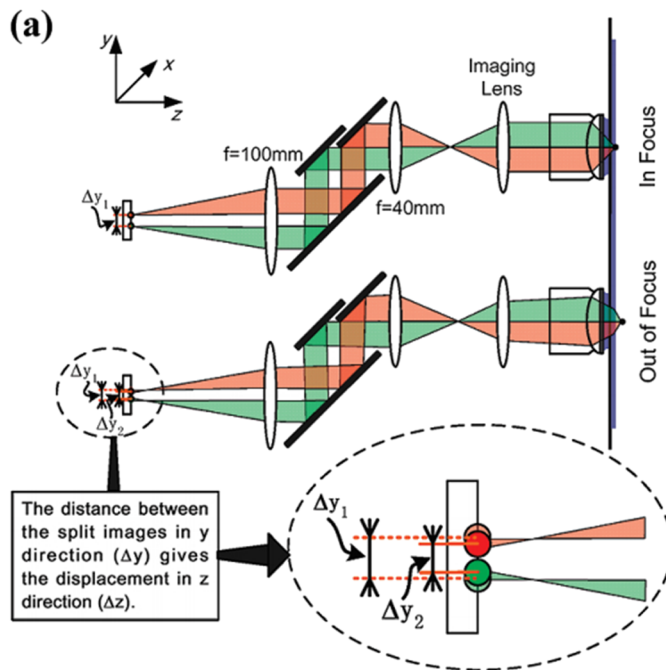 (a)
y
x
z
Imaging
Lens
In Focus
f=100mm
f=40mm
Δy1
Out of Focus
Δy1
Δy2
The distance between
the split images in y
direction (Δy) gives
the displacement in z
direction (Δz).
Δy1
Δy2